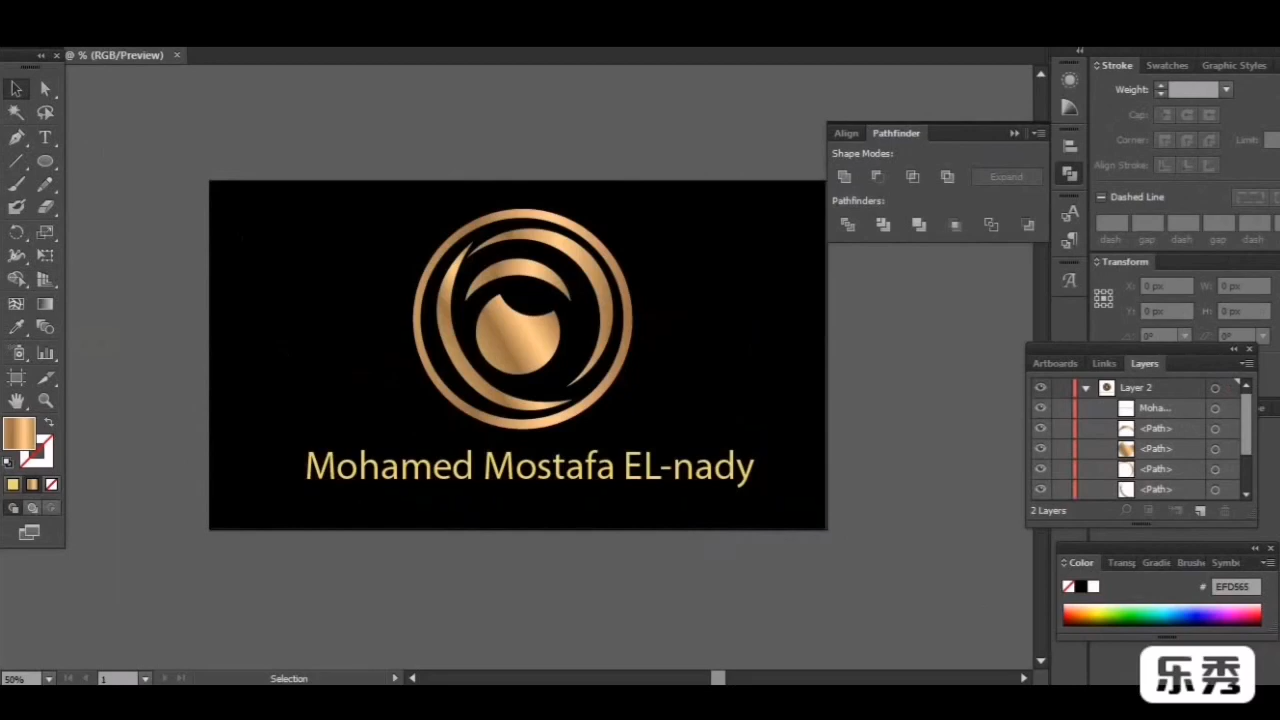 @ % (RGB/Preview)
Stroke
Swatches
Graphic Styles
Weight:
Cap:
Corner:
Limit:
Align Stroke:
Dashed Line
dash gap dash gap dash
Align
Pathfinder
Shape Modes:
Expand
Pathfinders:
Transform
X: 0 px W: 0 px
Y: 0 px H: 0 px
0° 0°
Artboards
Links
Layers
Layer 2
Moha...
<Path>
<Path>
<Path>
<Path>
2 Layers
Mohamed Mostafa EL-nady
Color
Transp
Gradie
Brushe
Symbo
# EFD565
50%
1
Selection
乐秀